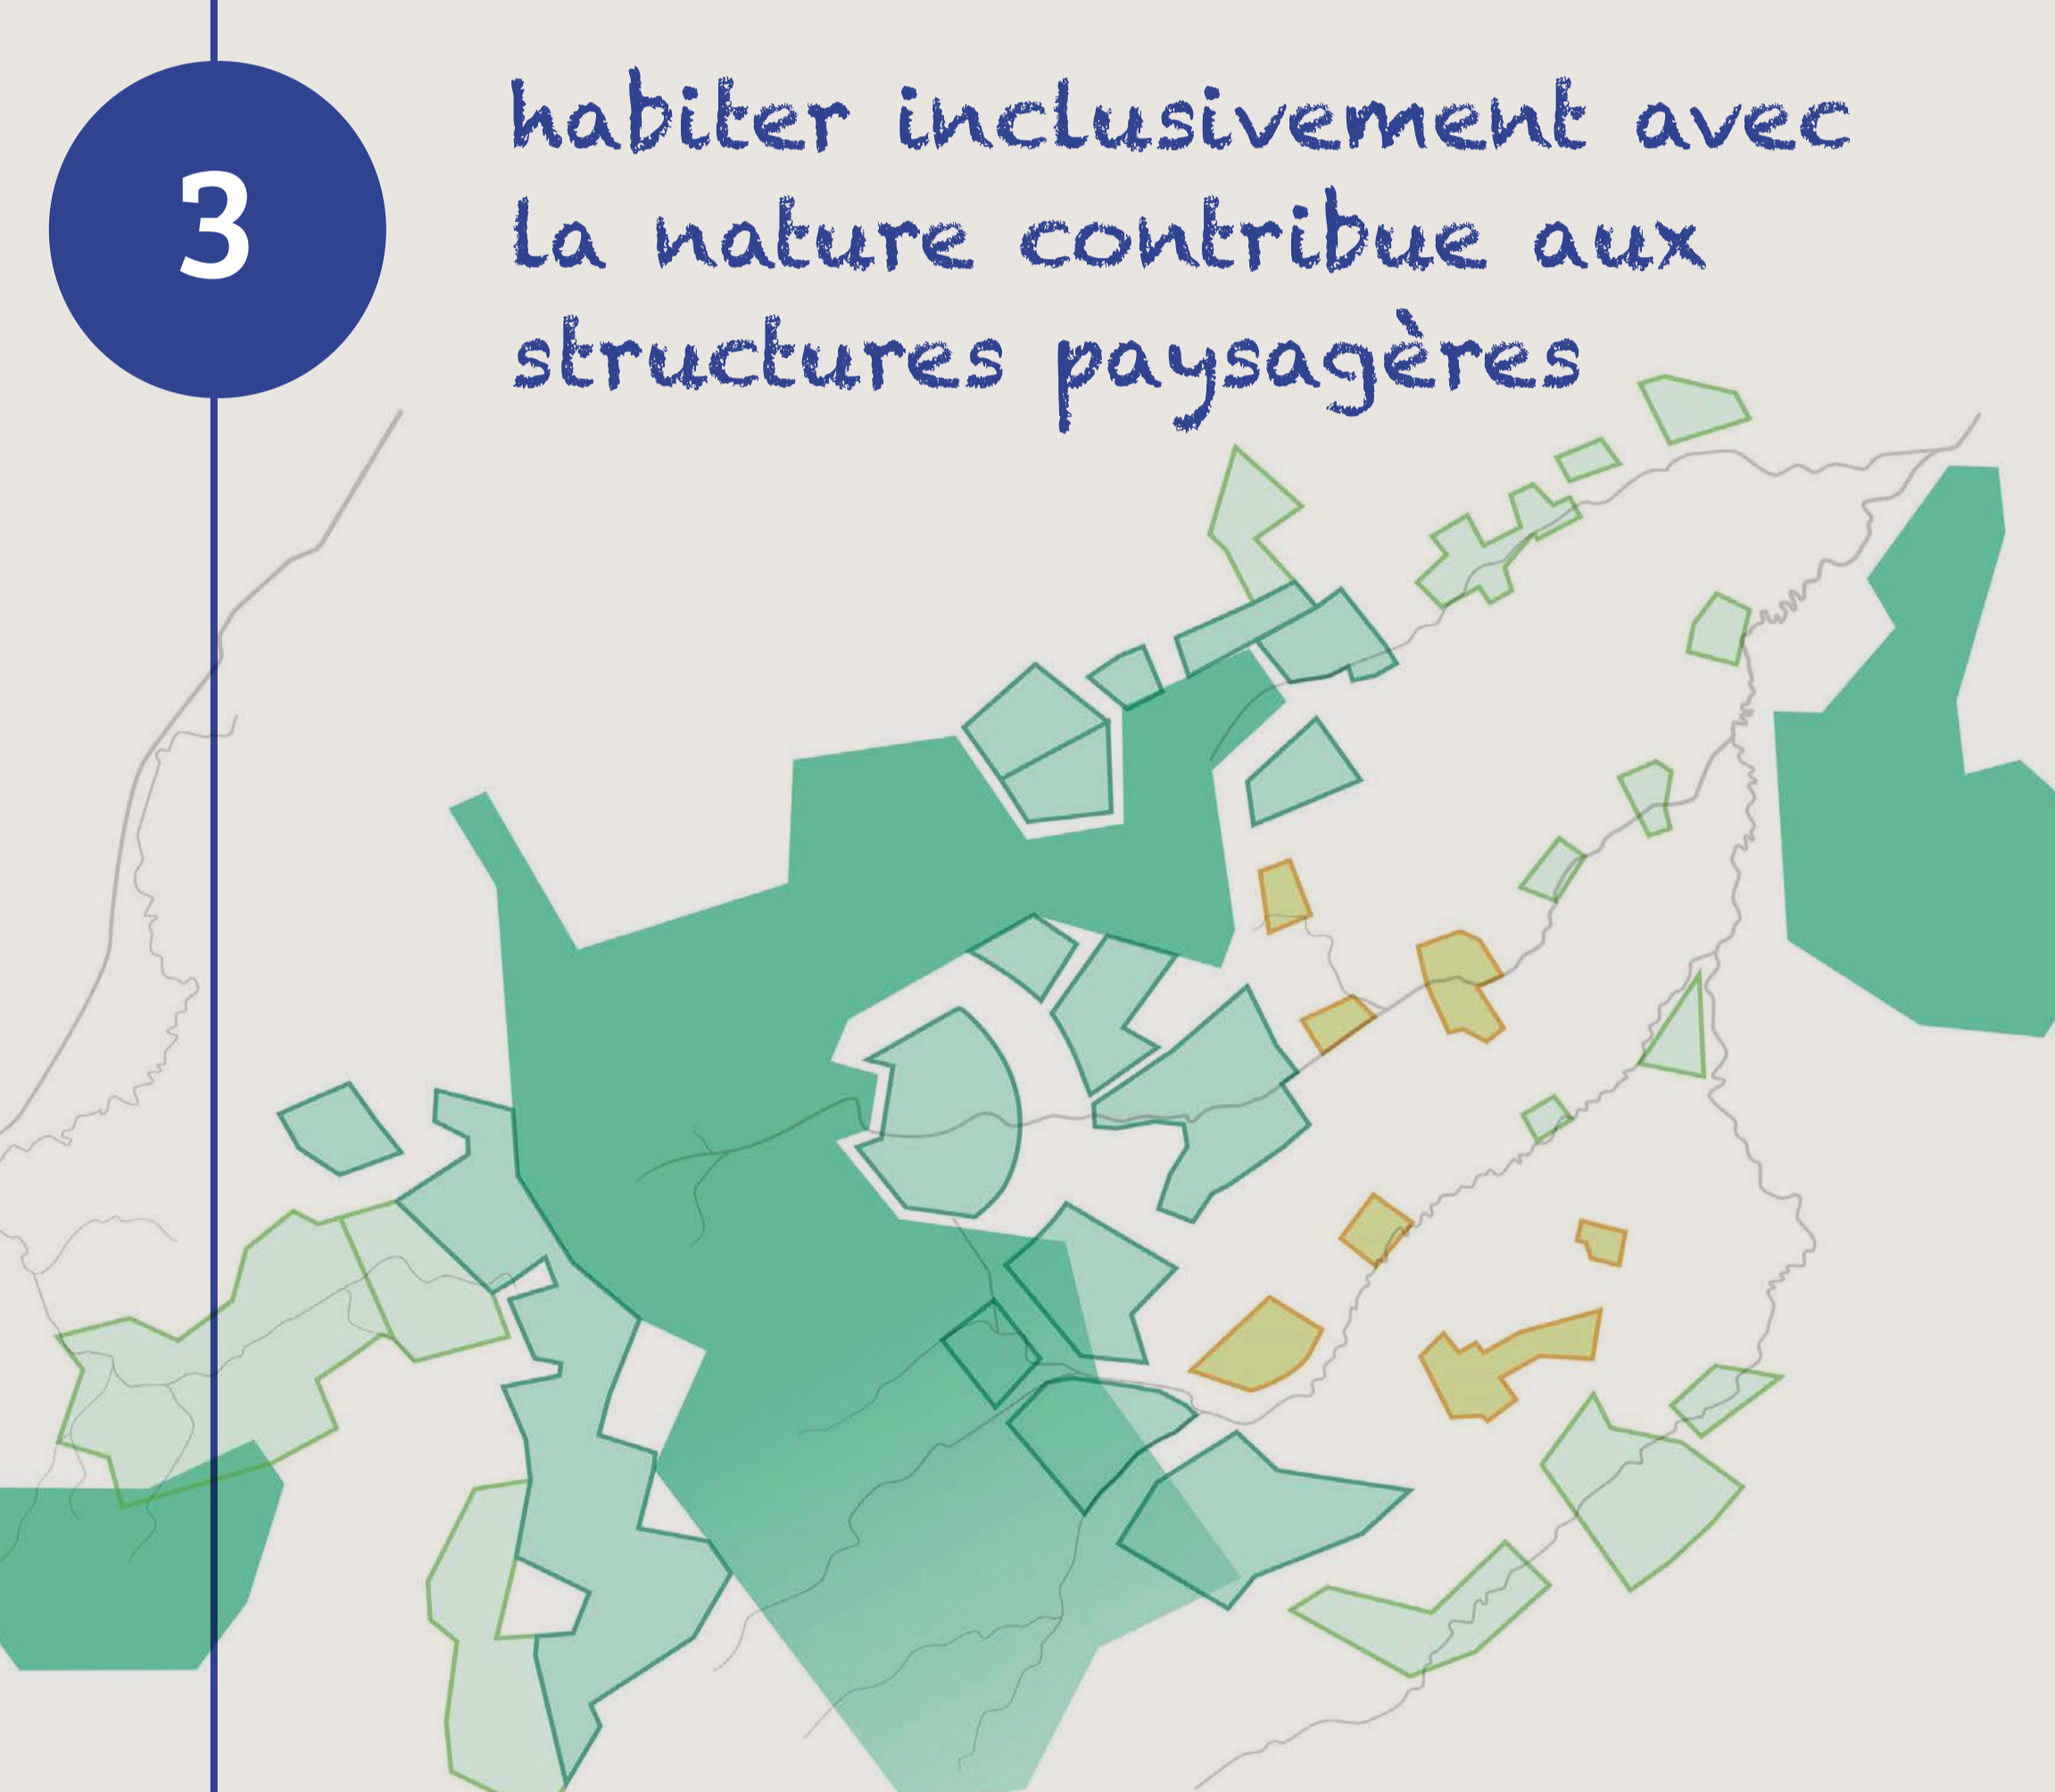 3
habiter inclusivement avec
la nature contribue aux
structures paysagères